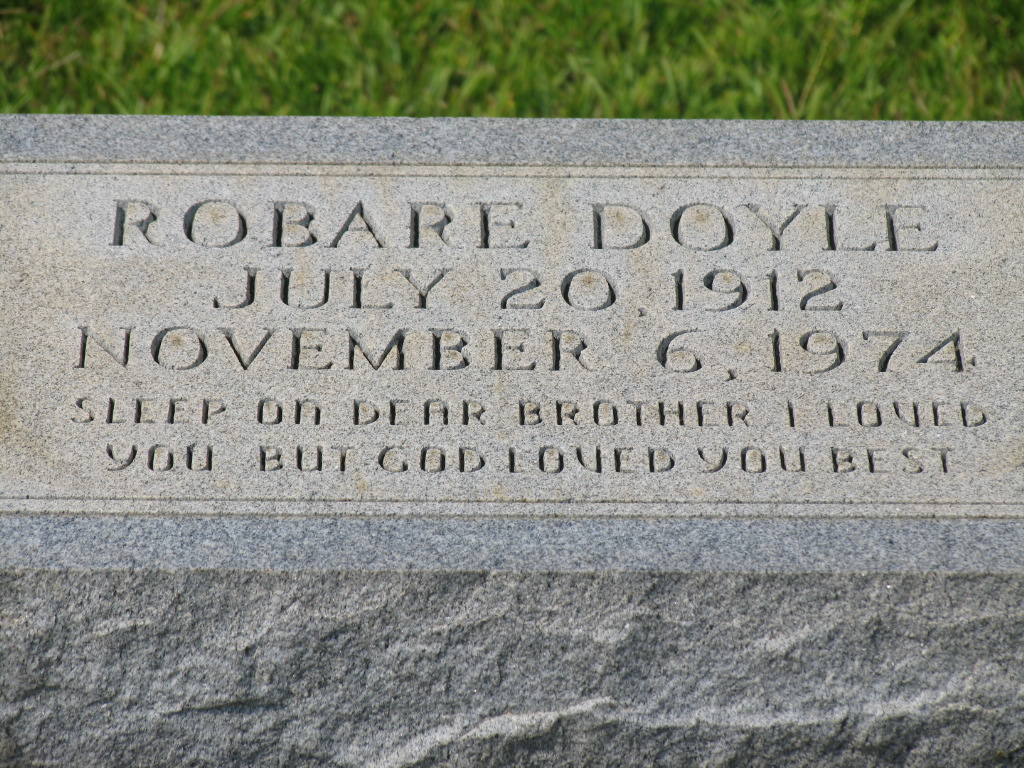 ROBARE DOYLE
JULY 20, 1912
NOVEMBER 6, 1974
SLEEP ON DEAR BROTHER I LOVED
YOU BUT GOD LOVED YOU BEST